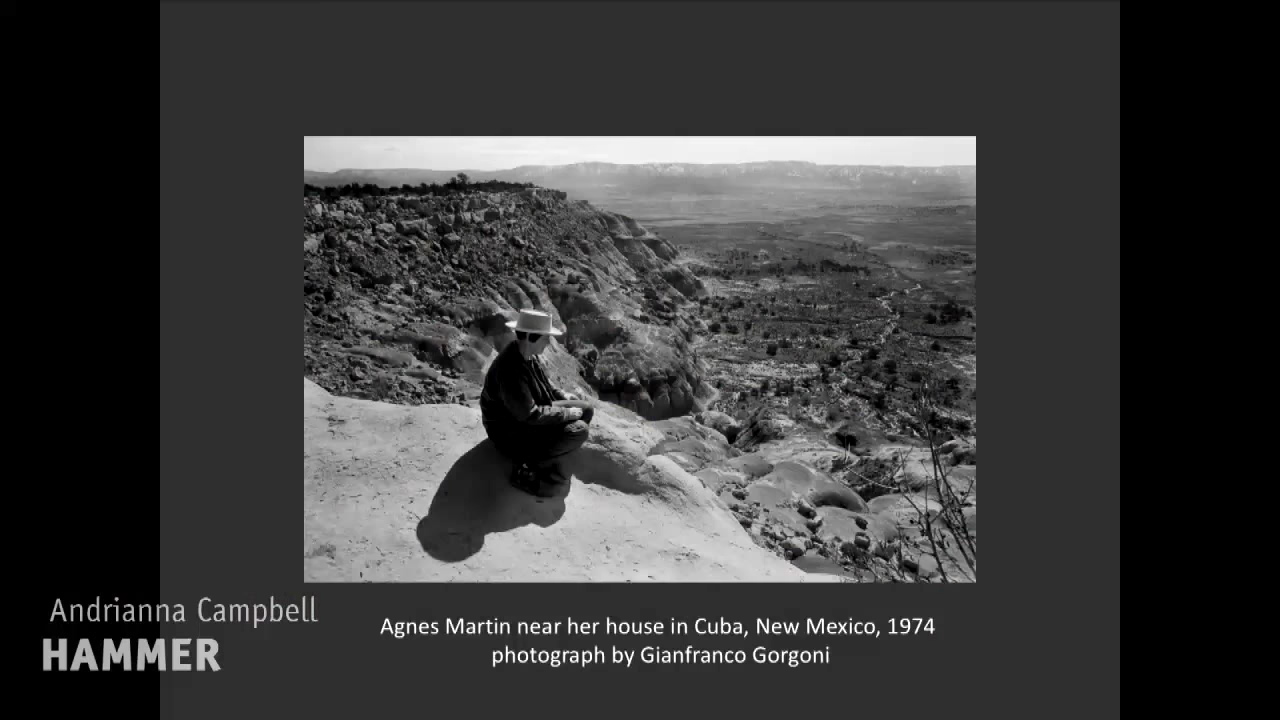 Andrianna Campbell
HAMMER
Agnes Martin near her house in Cuba, New Mexico, 1974
photograph by Gianfranco Gorgoni